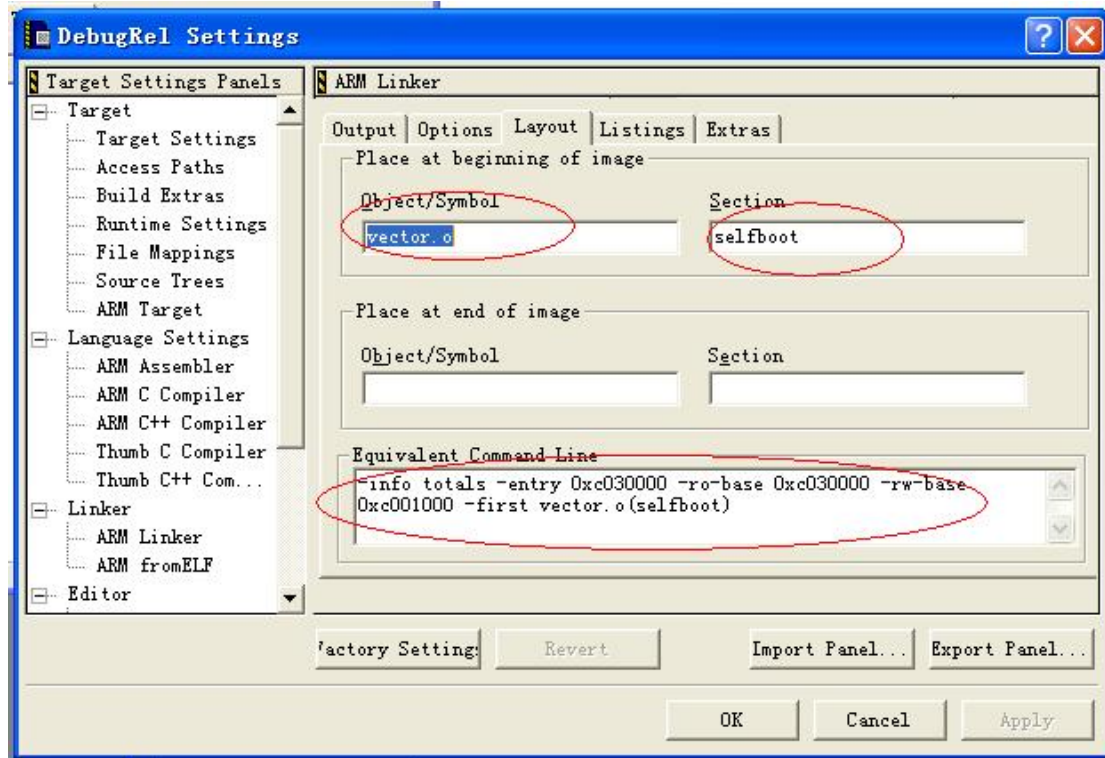 DebugRel Settings
Target Settings Panels
Target
Target Settings
Access Paths
Build Extras
Runtime Settings
File Mappings
Source Trees
ARM Target
Language Settings
ARM Assembler
ARM C Compiler
ARM C++ Compiler
Thumb C Compiler
Thumb C++ Com...
Linker
ARM Linker
ARM fromELF
Editor
ARM Linker
Output Options Layout Listings Extras
Place at beginning of image
Object/Symbol Section
vector.o selfboot
Place at end of image
Object/Symbol Section
Equivalent Command Line
-info totals -entry 0xc030000 -ro-base 0xc030000 -rw-base
0xc001000 -first vector.o(selfboot)
Factory Settings Revert Import Panel... Export Panel...
OK Cancel Apply